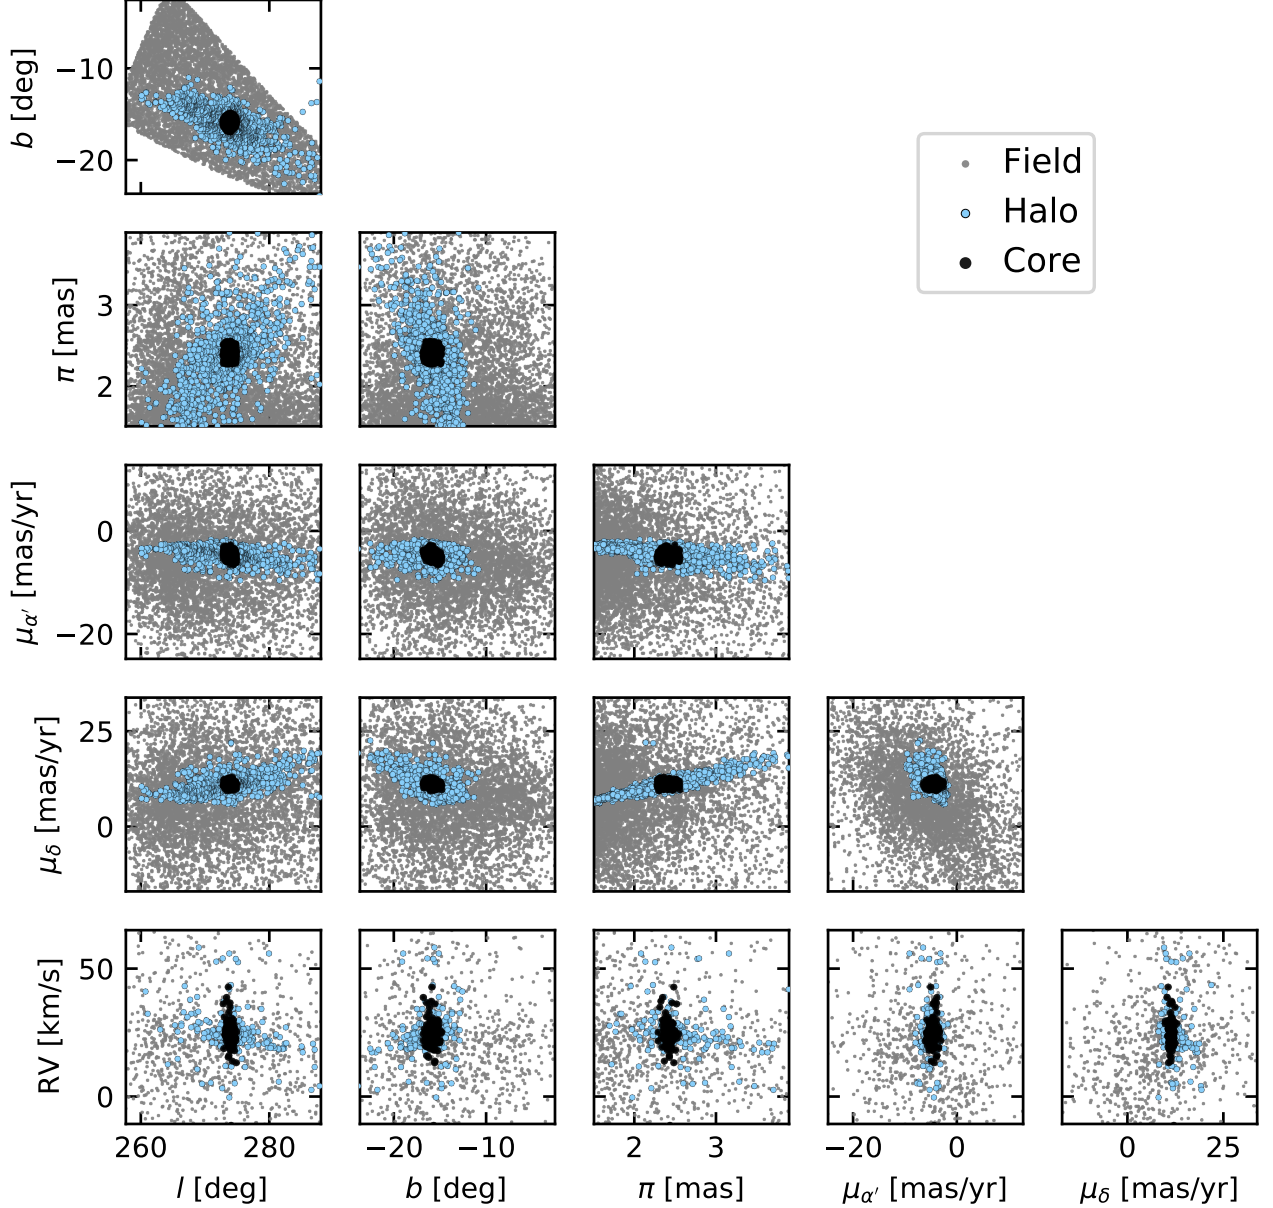 b [deg]
−10
−20
Field
Halo
Core
π [mas]
3
2
μα′ [mas/yr]
0
−20
μδ [mas/yr]
25
0
RV [km/s]
50
0
260 280 −20 −10 2 3 −20 0 0 25
l [deg] b [deg] π [mas] μα′ [mas/yr] μδ [mas/yr]